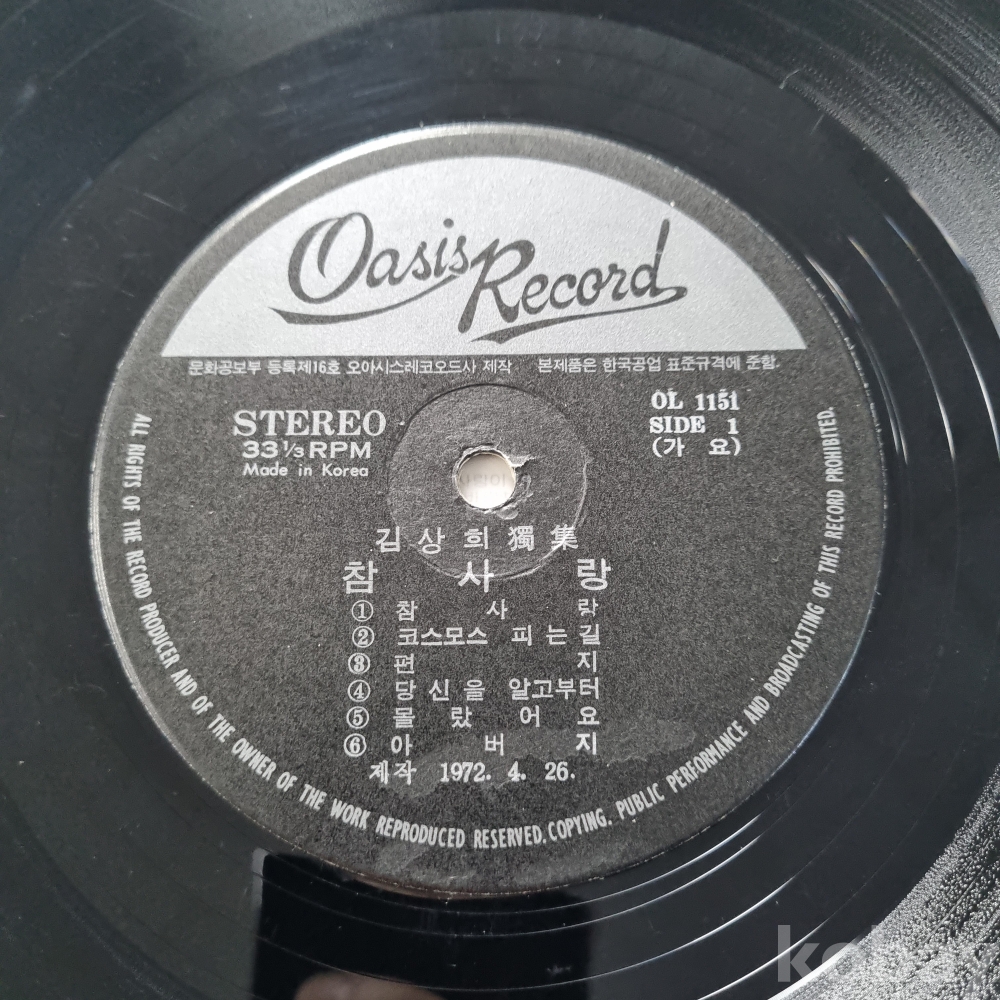 Oasis Record
문화공보부 등록제16호 오아시스레코오드사 제작 본제품은 한국공업 표준규격에 준함.
STEREO
33 1/3 RPM
Made in Korea
OL 1151
SIDE 1
(가 요)
김상희獨集
참 사 랑
① 참 사 랑
② 코스모스 피는길
③ 편 지
④ 당신을 알고부터
⑤ 몰 랐 어 요
⑥ 아 버 지
제작 1972. 4. 26.
ALL RIGHTS OF THE RECORD PRODUCER AND OF THE OWNER OF THE WORK REPRODUCED RESERVED. COPYING. PUBLIC PERFORMANCE AND BROADCASTING OF THIS RECORD PROHIBITED.